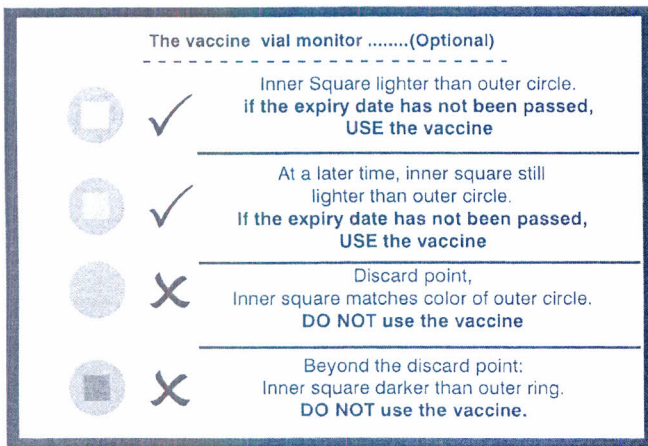 The vaccine vial monitor ........(Optional)
Inner Square lighter than outer circle.
if the expiry date has not been passed,
USE the vaccine
At a later time, inner square still
lighter than outer circle.
If the expiry date has not been passed,
USE the vaccine
Discard point,
Inner square matches color of outer circle.
DO NOT use the vaccine
Beyond the discard point:
Inner square darker than outer ring.
DO NOT use the vaccine.